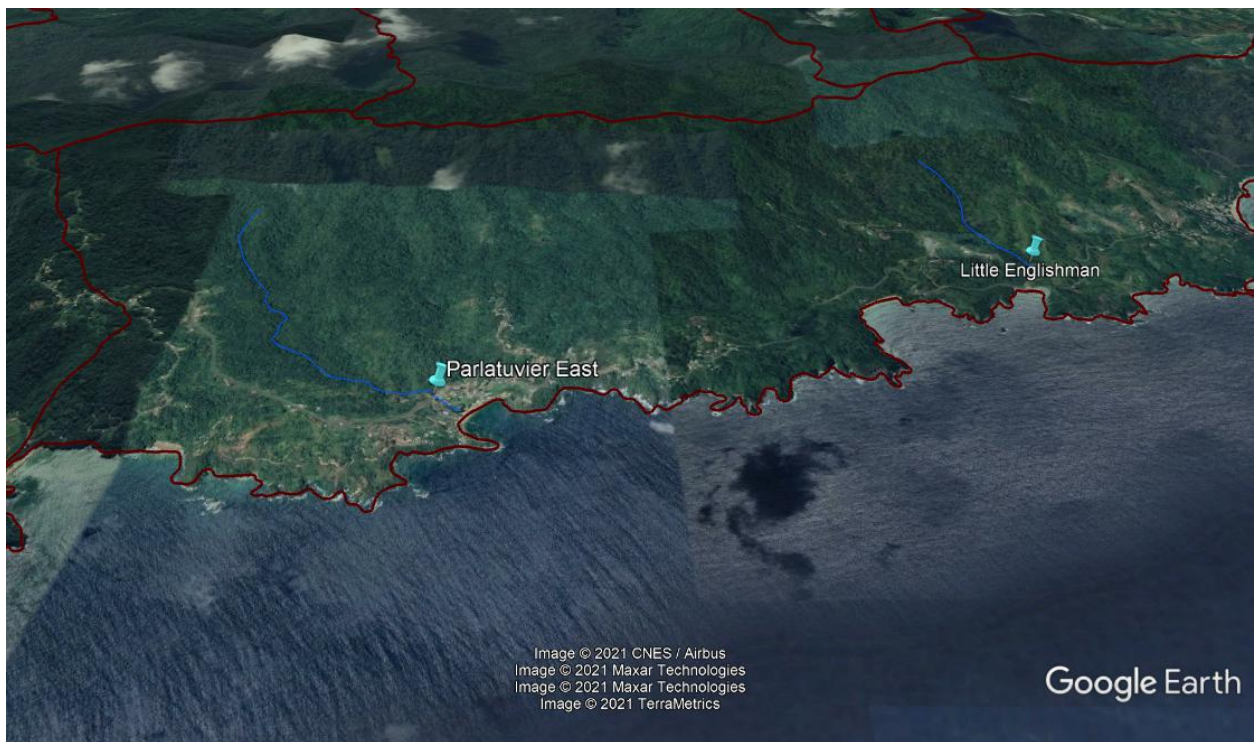 Little Englishman
Parlatuvier East
Image © 2021 CNES / Airbus
Image © 2021 Maxar Technologies
Image © 2021 Maxar Technologies
Image © 2021 TerraMetrics
Google Earth